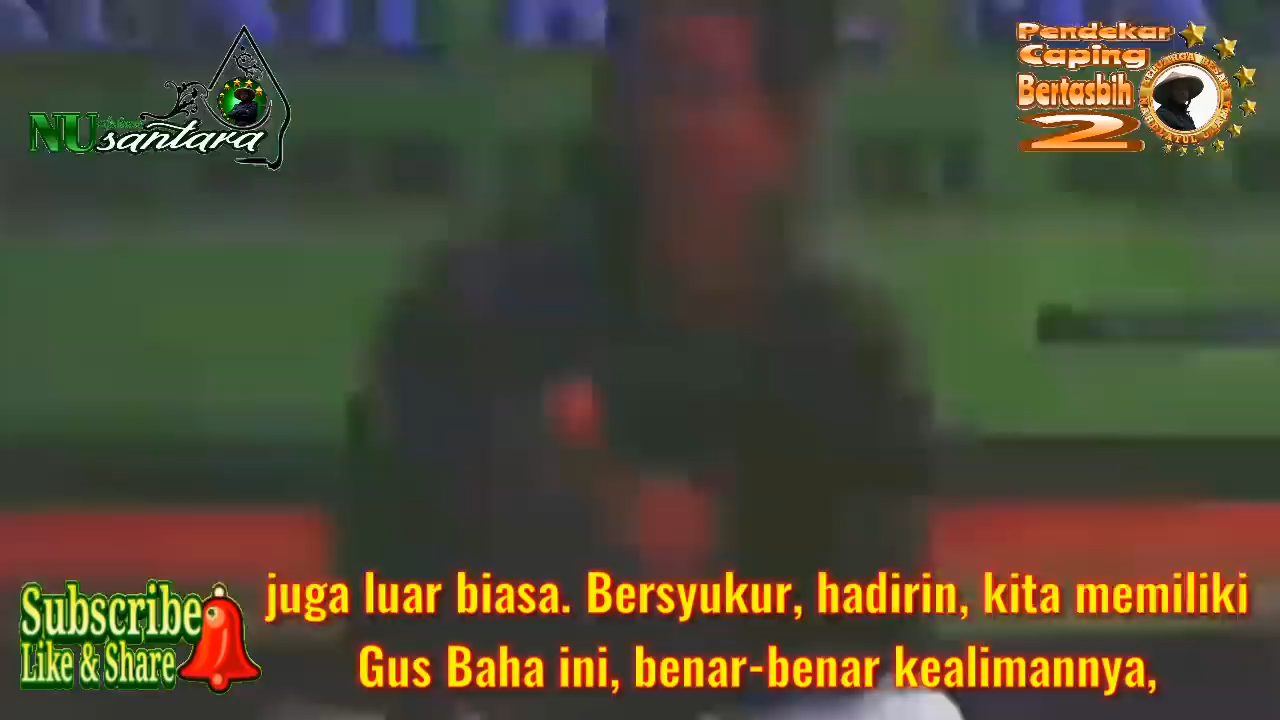 NUsantara
Pendekar
Caping
Bertasbih
2
Subscribe
Like & Share
juga luar biasa. Bersyukur, hadirin, kita memiliki
Gus Baha ini, benar-benar kealimannya,